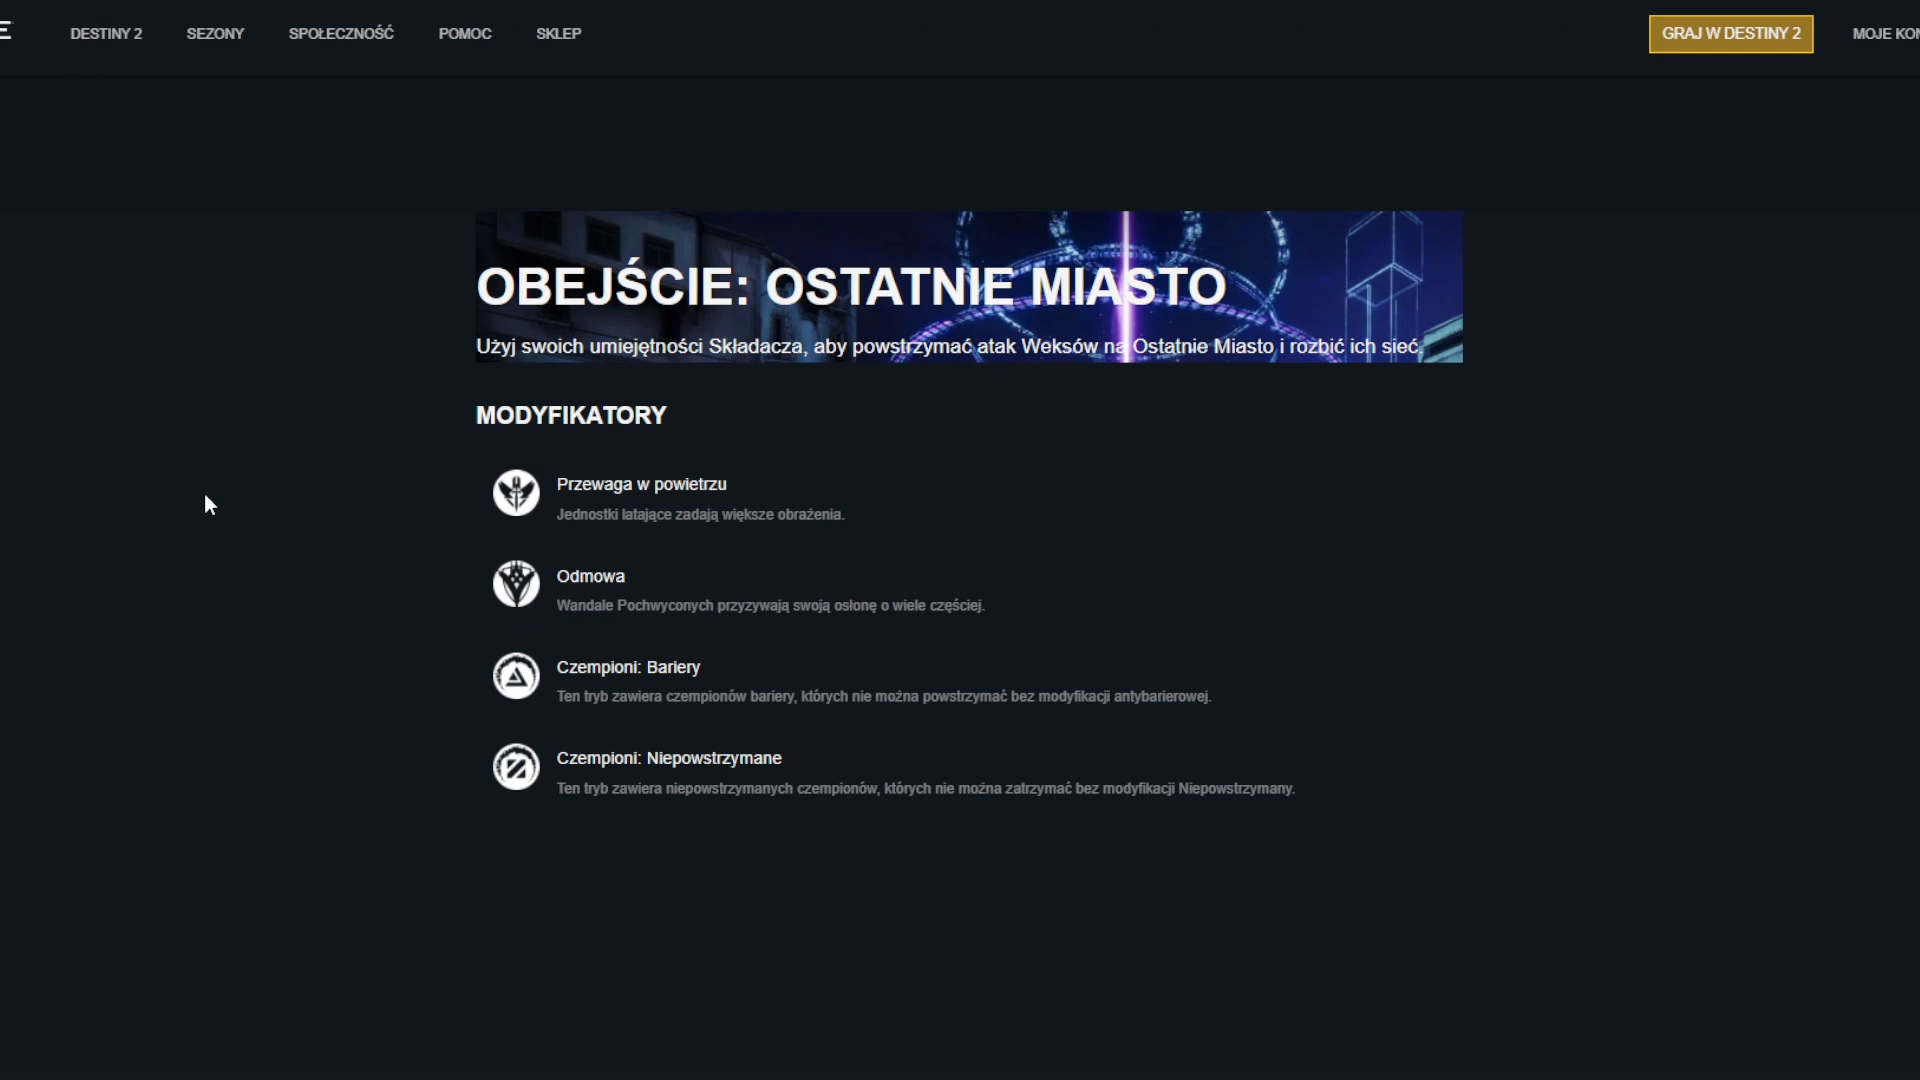 DESTINY 2 SEZONY SPOŁECZNOŚĆ POMOC SKLEP GRAJ W DESTINY 2 MOJE
OBEJŚCIE: OSTATNIE MIASTO
Użyj swoich umiejętności Składacza, aby powstrzymać atak Weksów na Ostatnie Miasto i rozbić ich sieć.
MODYFIKATORY
Przewaga w powietrzu
Jednostki latające zadają większe obrażenia.
Odmowa
Wandale Pochwyconych przyzywają swoją osłonę o wiele częściej.
Czempioni: Bariery
Ten tryb zawiera czempionów bariery, których nie można powstrzymać bez modyfikacji antybarierowej.
Czempioni: Niepowstrzymane
Ten tryb zawiera niepowstrzymanych czempionów, których nie można zatrzymać bez modyfikacji Niepowstrzymany.